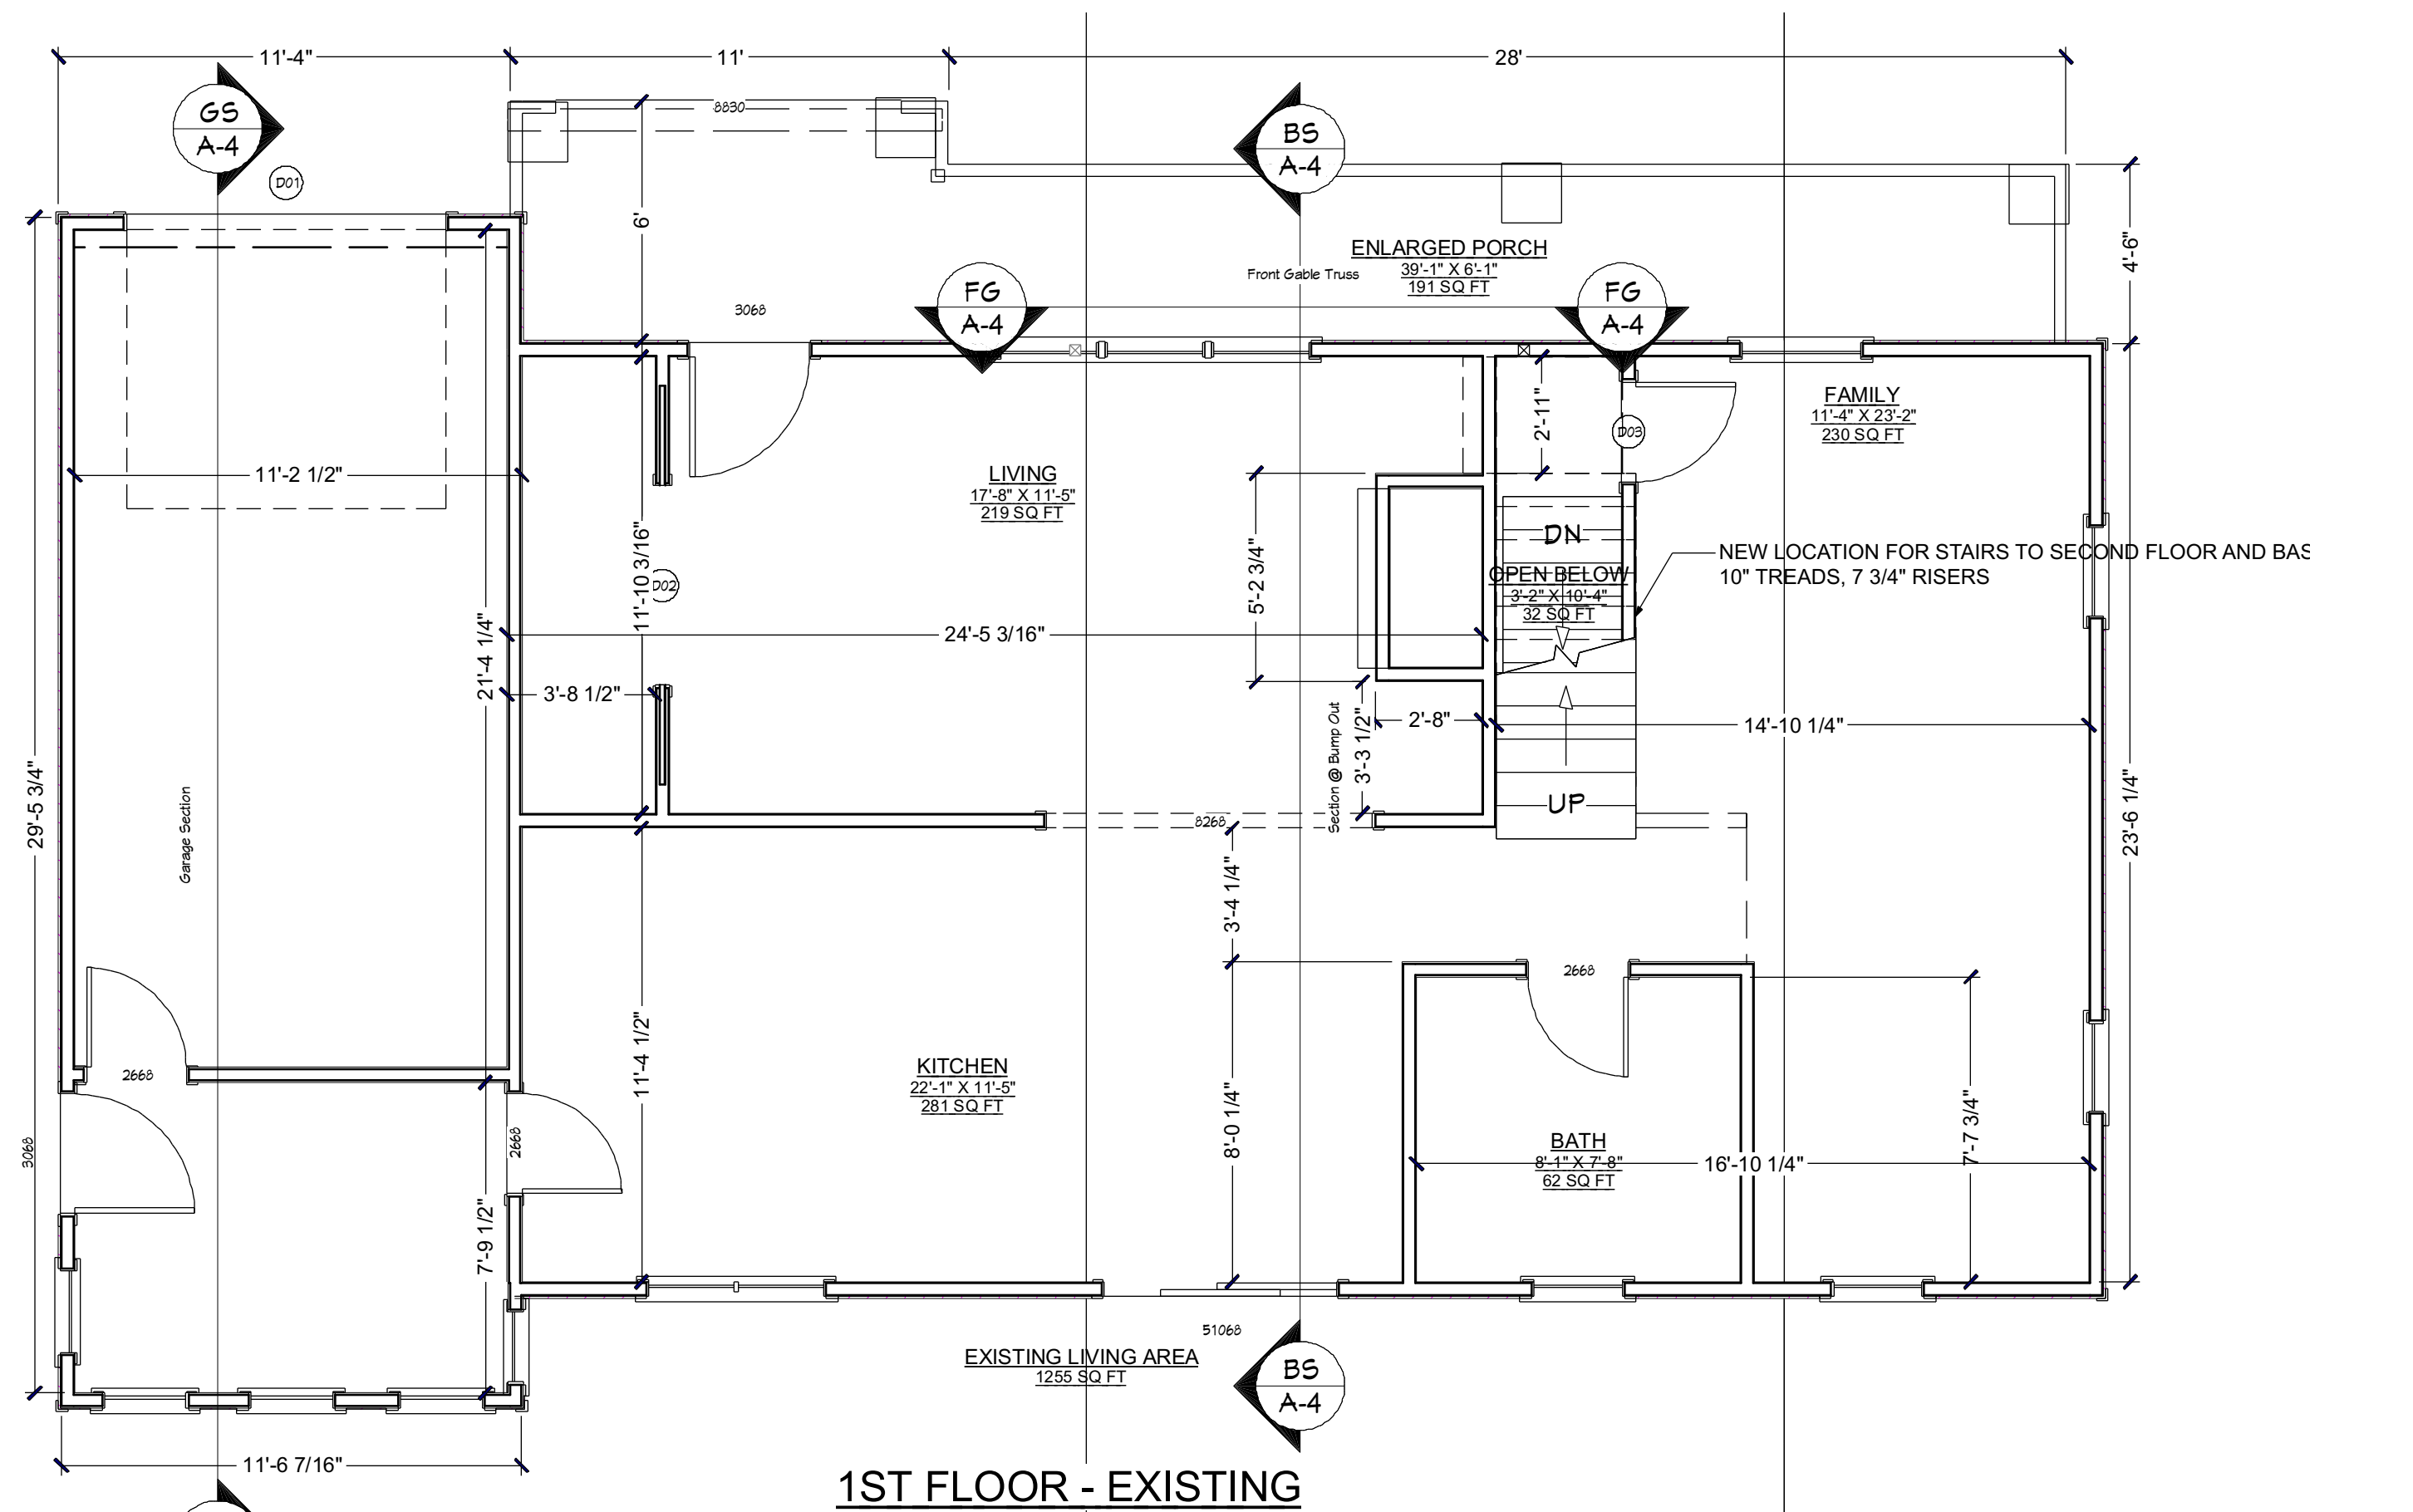 11'-4"
11'
28'
GS
A-4
D01
8830
BS
A-4
6'
4'-6"
ENLARGED PORCH
39'-1" X 6'-1"
191 SQ FT
Front Gable Truss
3068
FG
A-4
FG
A-4
2'-11"
FAMILY
11'-4" X 23'-2"
230 SQ FT
D03
11'-2 1/2"
LIVING
17'-8" X 11'-5"
219 SQ FT
DN
OPEN BELOW
3'-2" X 10'-4"
32 SQ FT
NEW LOCATION FOR STAIRS TO SECOND FLOOR AND BAS
10" TREADS, 7 3/4" RISERS
5'-2 3/4"
11'-10 3/16"
D02
24'-5 3/16"
21'-4 1/4"
3'-8 1/2"
2'-8"
3'-3 1/2"
Section @ Bump Out
14'-10 1/4"
UP
29'-5 3/4"
Garage Section
8268
23'-6 1/4"
3'-4 1/4"
2668
2668
11'-4 1/2"
KITCHEN
22'-1" X 11'-5"
281 SQ FT
8'-0 1/4"
BATH
8'-1" X 7'-8"
62 SQ FT
16'-10 1/4"
7'-7 3/4"
3068
2668
7'-9 1/2"
51068
EXISTING LIVING AREA
1255 SQ FT
BS
A-4
11'-6 7/16"
1ST FLOOR - EXISTING